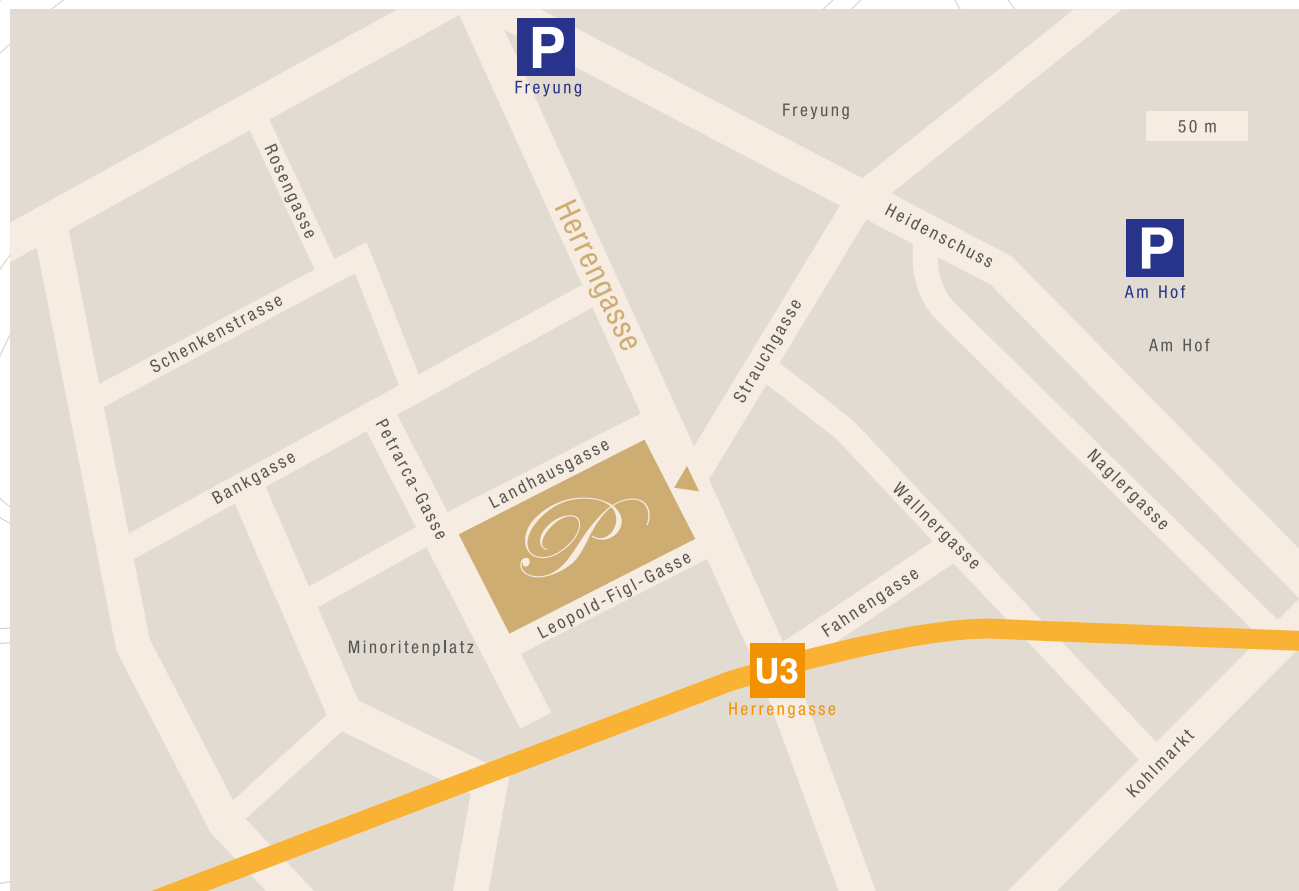 P
Freyung
Freyung
50 m
Rosengasse
Herrengasse
Heidenschuss
P
Am Hof
Schenkenstrasse
Strauchgasse
Am Hof
Petrarca-Gasse
Landhausgasse
Bankgasse
Naglergasse
Wallnergasse
P
Leopold-Figl-Gasse
Fahnengasse
Minoritenplatz
U3
Herrengasse
Kohlmarkt